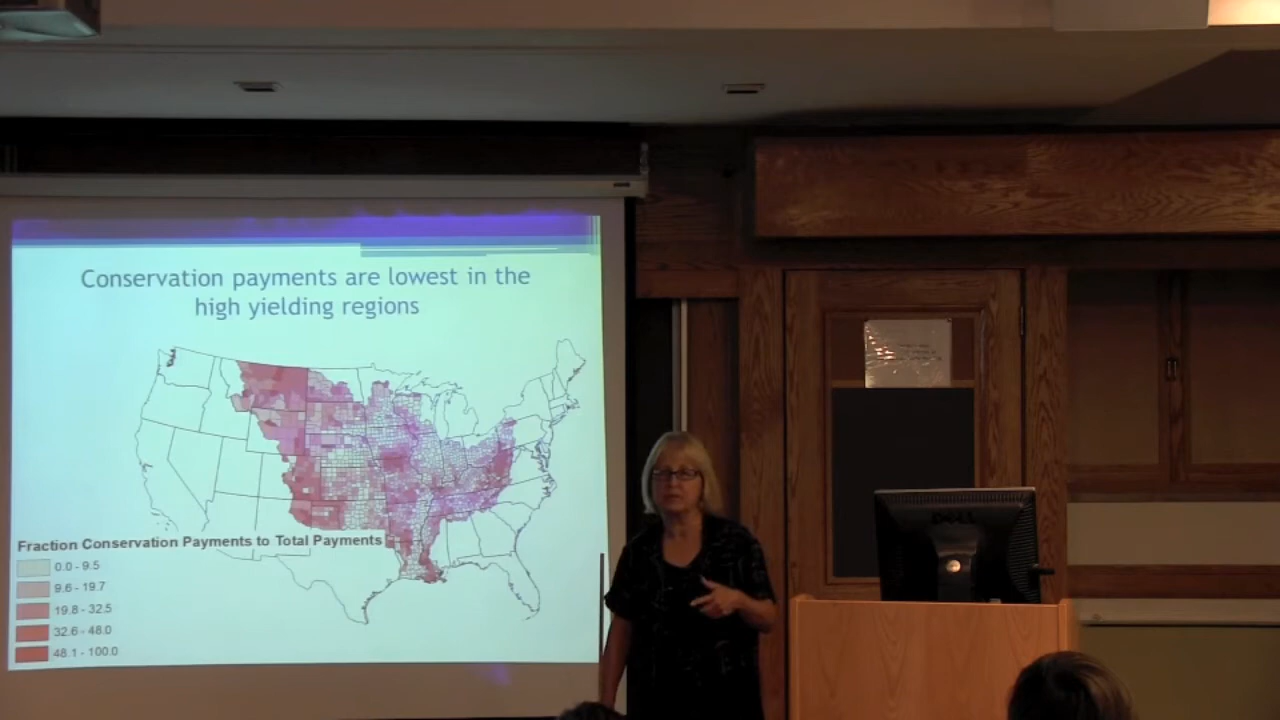 Conservation payments are lowest in the
high yielding regions
Fraction Conservation Payments to Total Payments
0.0 - 9.5
9.6 - 19.7
19.8 - 32.5
32.6 - 48.0
48.1 - 100.0
DELL